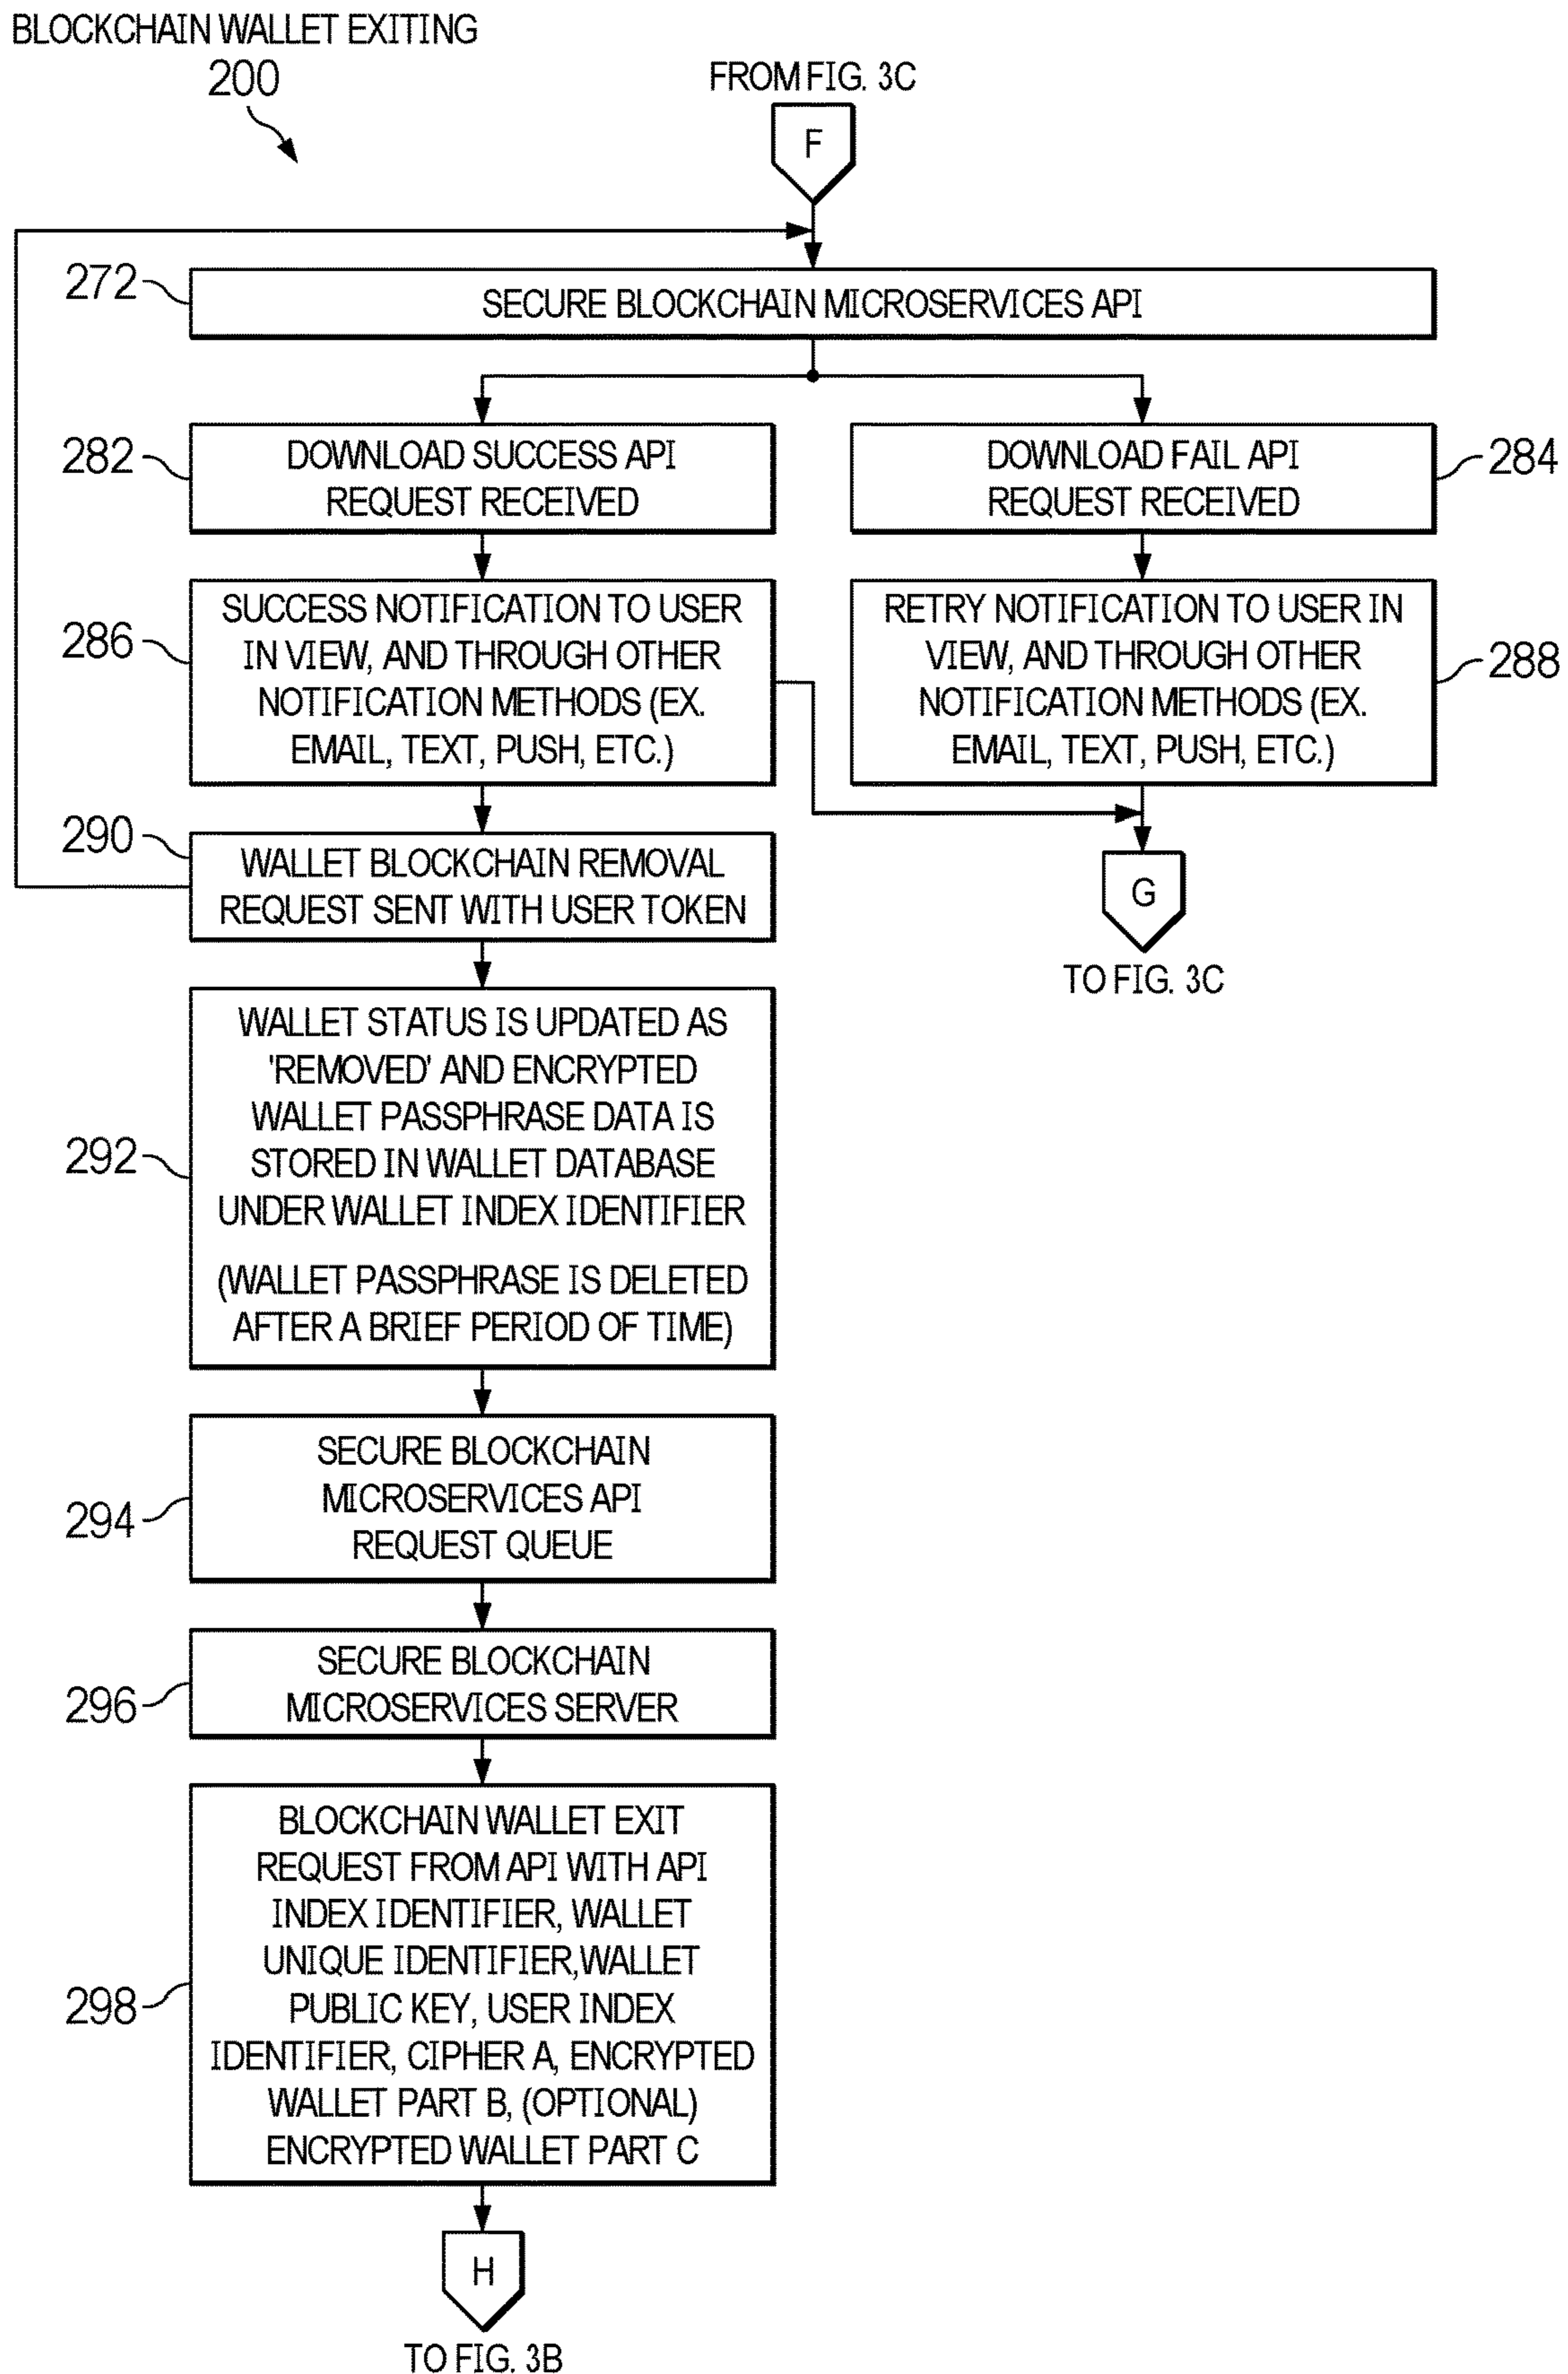 BLOCKCHAIN WALLET EXITING
200
FROM FIG. 3C
F
272
SECURE BLOCKCHAIN MICROSERVICES API
282
DOWNLOAD SUCCESS API
REQUEST RECEIVED
DOWNLOAD FAIL API
REQUEST RECEIVED
284
286
SUCCESS NOTIFICATION TO USER
IN VIEW, AND THROUGH OTHER
NOTIFICATION METHODS (EX.
EMAIL, TEXT, PUSH, ETC.)
RETRY NOTIFICATION TO USER IN
VIEW, AND THROUGH OTHER
NOTIFICATION METHODS (EX.
EMAIL, TEXT, PUSH, ETC.)
288
290
WALLET BLOCKCHAIN REMOVAL
REQUEST SENT WITH USER TOKEN
G
TO FIG. 3C
292
WALLET STATUS IS UPDATED AS
'REMOVED' AND ENCRYPTED
WALLET PASSPHRASE DATA IS
STORED IN WALLET DATABASE
UNDER WALLET INDEX IDENTIFIER
(WALLET PASSPHRASE IS DELETED
AFTER A BRIEF PERIOD OF TIME)
294
SECURE BLOCKCHAIN
MICROSERVICES API
REQUEST QUEUE
296
SECURE BLOCKCHAIN
MICROSERVICES SERVER
298
BLOCKCHAIN WALLET EXIT
REQUEST FROM API WITH API
INDEX IDENTIFIER, WALLET
UNIQUE IDENTIFIER,WALLET
PUBLIC KEY, USER INDEX
IDENTIFIER, CIPHER A, ENCRYPTED
WALLET PART B, (OPTIONAL)
ENCRYPTED WALLET PART C
H
TO FIG. 3B